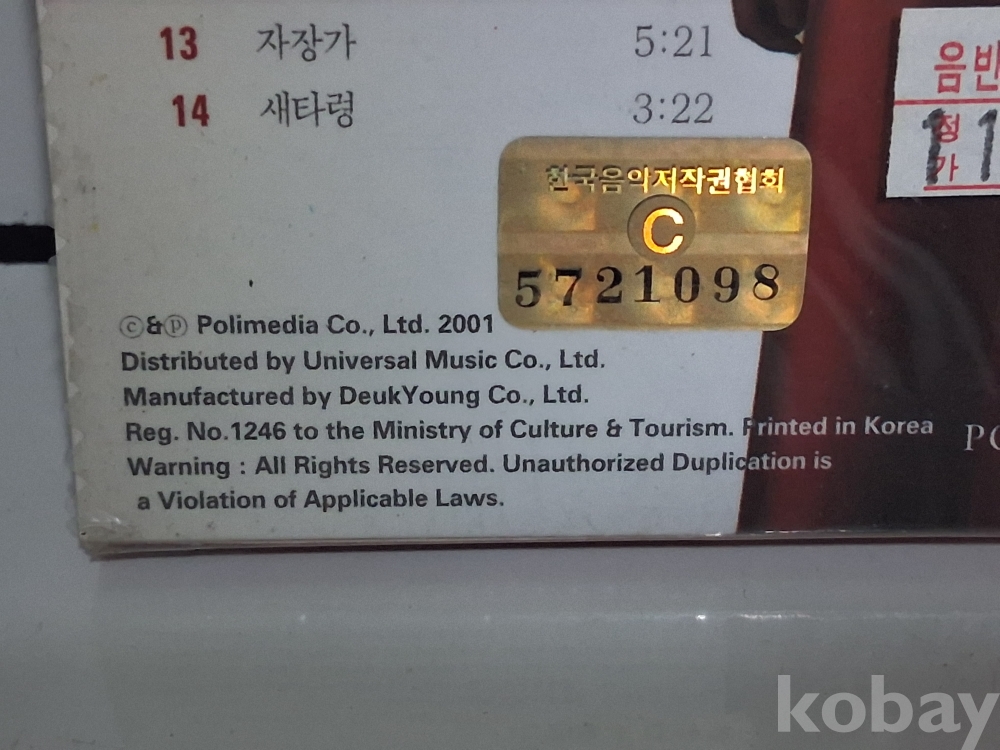 13 자장가 5:21
14 새타령 3:22
한국음악저작권협회
C
5721098
ⓒ&ⓟ Polimedia Co., Ltd. 2001
Distributed by Universal Music Co., Ltd.
Manufactured by DeukYoung Co., Ltd.
Reg. No.1246 to the Ministry of Culture & Tourism. Printed in Korea
Warning : All Rights Reserved. Unauthorized Duplication is
a Violation of Applicable Laws.
음반
정가
kobay